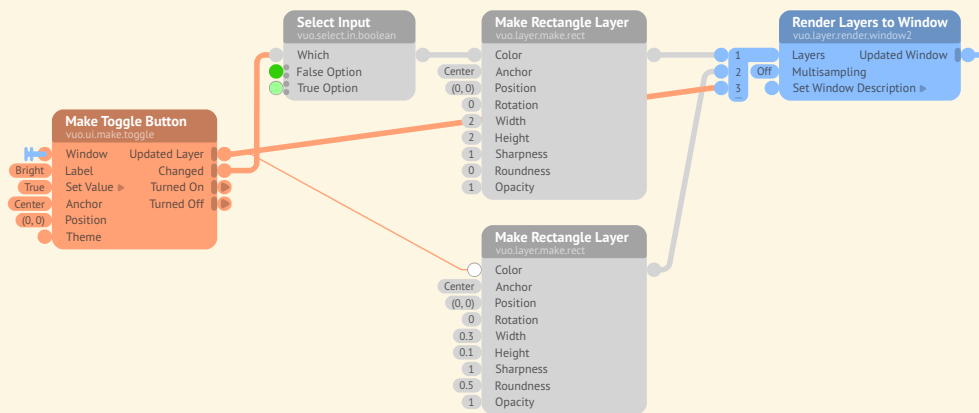 Select Input
vuo.select.in.boolean
Which
False Option
True Option
Make Rectangle Layer
vuo.layer.make.rect
Color
Center Anchor
(0, 0) Position
0 Rotation
2 Width
2 Height
1 Sharpness
0 Roundness
1 Opacity
Render Layers to Window
vuo.layer.render.window2
1 Layers Updated Window
2 Off Multisampling
3 Set Window Description
Make Toggle Button
vuo.ui.make.toggle
Window Updated Layer
Bright Label Changed
True Set Value Turned On
Center Anchor Turned Off
(0, 0) Position
Theme
Make Rectangle Layer
vuo.layer.make.rect
Color
Center Anchor
(0, 0) Position
0 Rotation
0.3 Width
0.1 Height
1 Sharpness
0.5 Roundness
1 Opacity